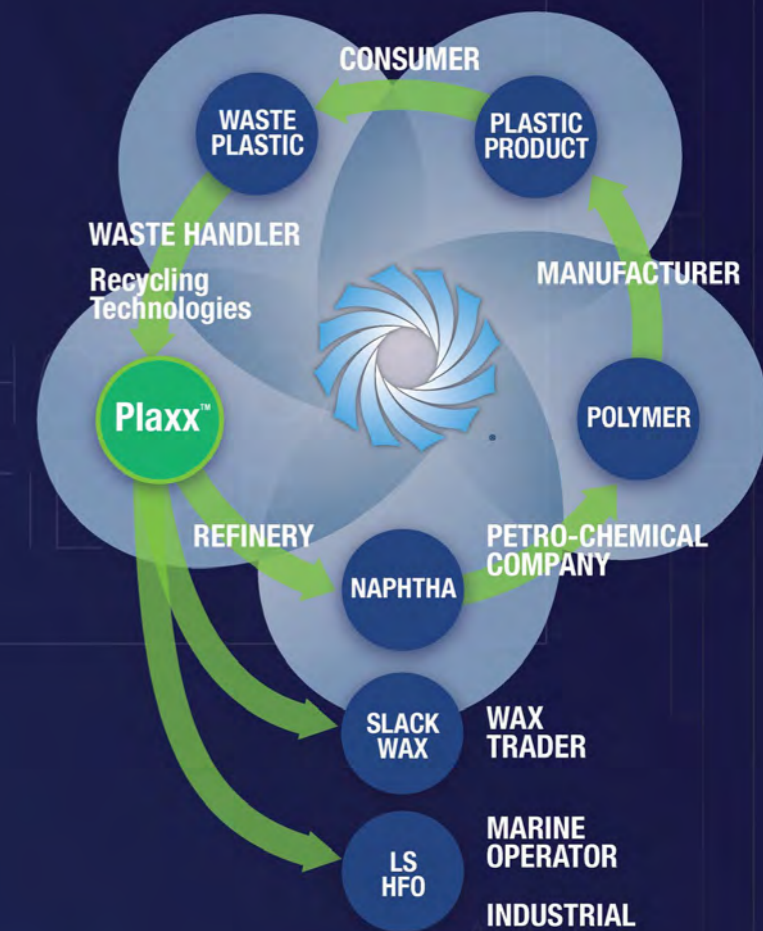 CONSUMER
WASTE
PLASTIC
PLASTIC
PRODUCT
WASTE HANDLER
Recycling
Technologies
MANUFACTURER
Plaxx™
POLYMER
REFINERY
PETRO-CHEMICAL
COMPANY
NAPHTHA
SLACK
WAX
WAX
TRADER
LS
HFO
MARINE
OPERATOR
INDUSTRIAL